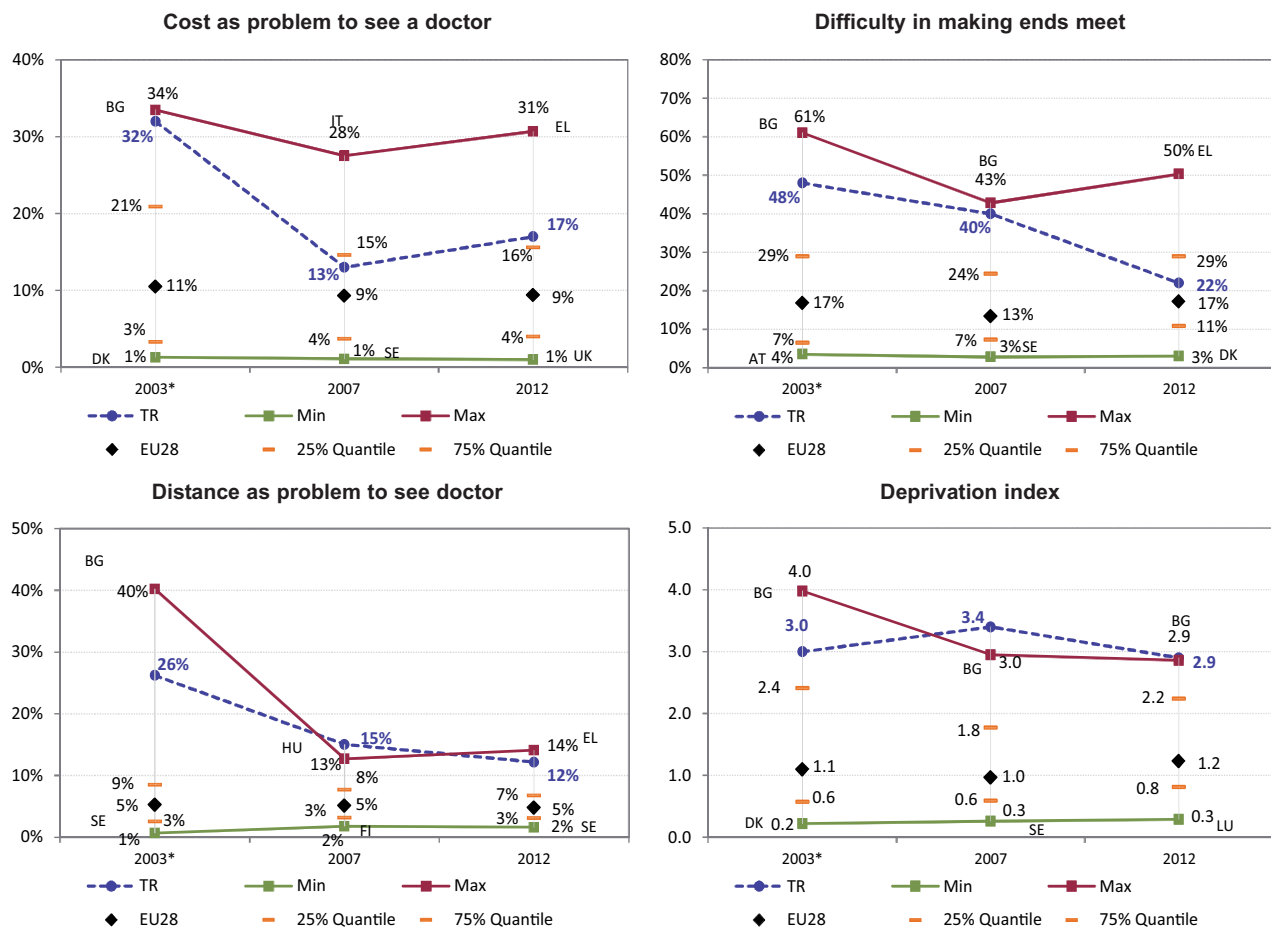 Cost as problem to see a doctor
40%
30%
20%
10%
0%
BG
34%
32%
21%
11%
3%
DK
1%
IT
28%
15%
13%
9%
4%
1%
SE
31%
EL
17%
16%
9%
4%
1% UK
2003*
2007
2012
TR
Min
Max
EU28
25% Quantile
75% Quantile
Difficulty in making ends meet
80%
70%
60%
50%
40%
30%
20%
10%
0%
BG
61%
48%
29%
17%
7%
AT 4%
BG
43%
40%
24%
13%
7%
3% SE
50% EL
29%
22%
17%
11%
3% DK
2003*
2007
2012
TR
Min
Max
EU28
25% Quantile
75% Quantile
Distance as problem to see doctor
50%
40%
30%
20%
10%
0%
BG
40%
26%
9%
5%
SE
3%
1%
HU
15%
13%
8%
5%
3%
FI
2%
14% EL
12%
7%
5%
3%
2% SE
2003*
2007
2012
TR
Min
Max
EU28
25% Quantile
75% Quantile
Deprivation index
5.0
4.0
3.0
2.0
1.0
0.0
4.0
BG
3.0
2.4
1.1
0.6
DK 0.2
3.4
BG
3.0
1.8
1.0
0.6
0.3
SE
BG
2.9
2.9
2.2
1.2
0.8
0.3
LU
2003*
2007
2012
TR
Min
Max
EU28
25% Quantile
75% Quantile